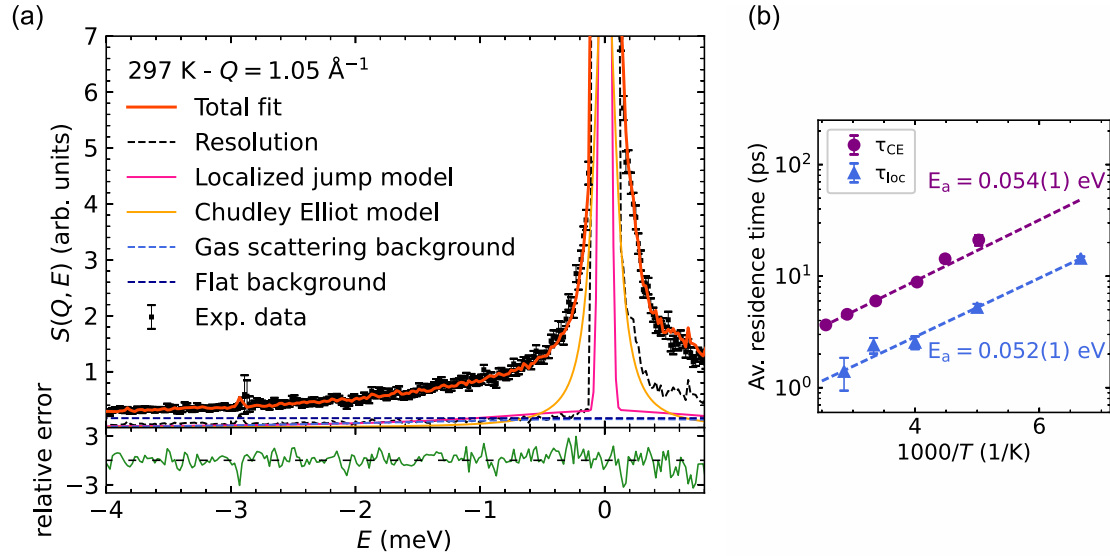 (a)
7
6
5
4
3
2
1
S(Q, E) (arb. units)
297 K - Q = 1.05 Å⁻¹
Total fit
Resolution
Localized jump model
Chudley Elliot model
Gas scattering background
Flat background
Exp. data
relative error
3
−3
−4
−3
−2
−1
0
E (meV)
(b)
Av. residence time (ps)
10²
10¹
10⁰
τCE
τloc
Eₐ = 0.054(1) eV
Eₐ = 0.052(1) eV
4
6
1000/T (1/K)